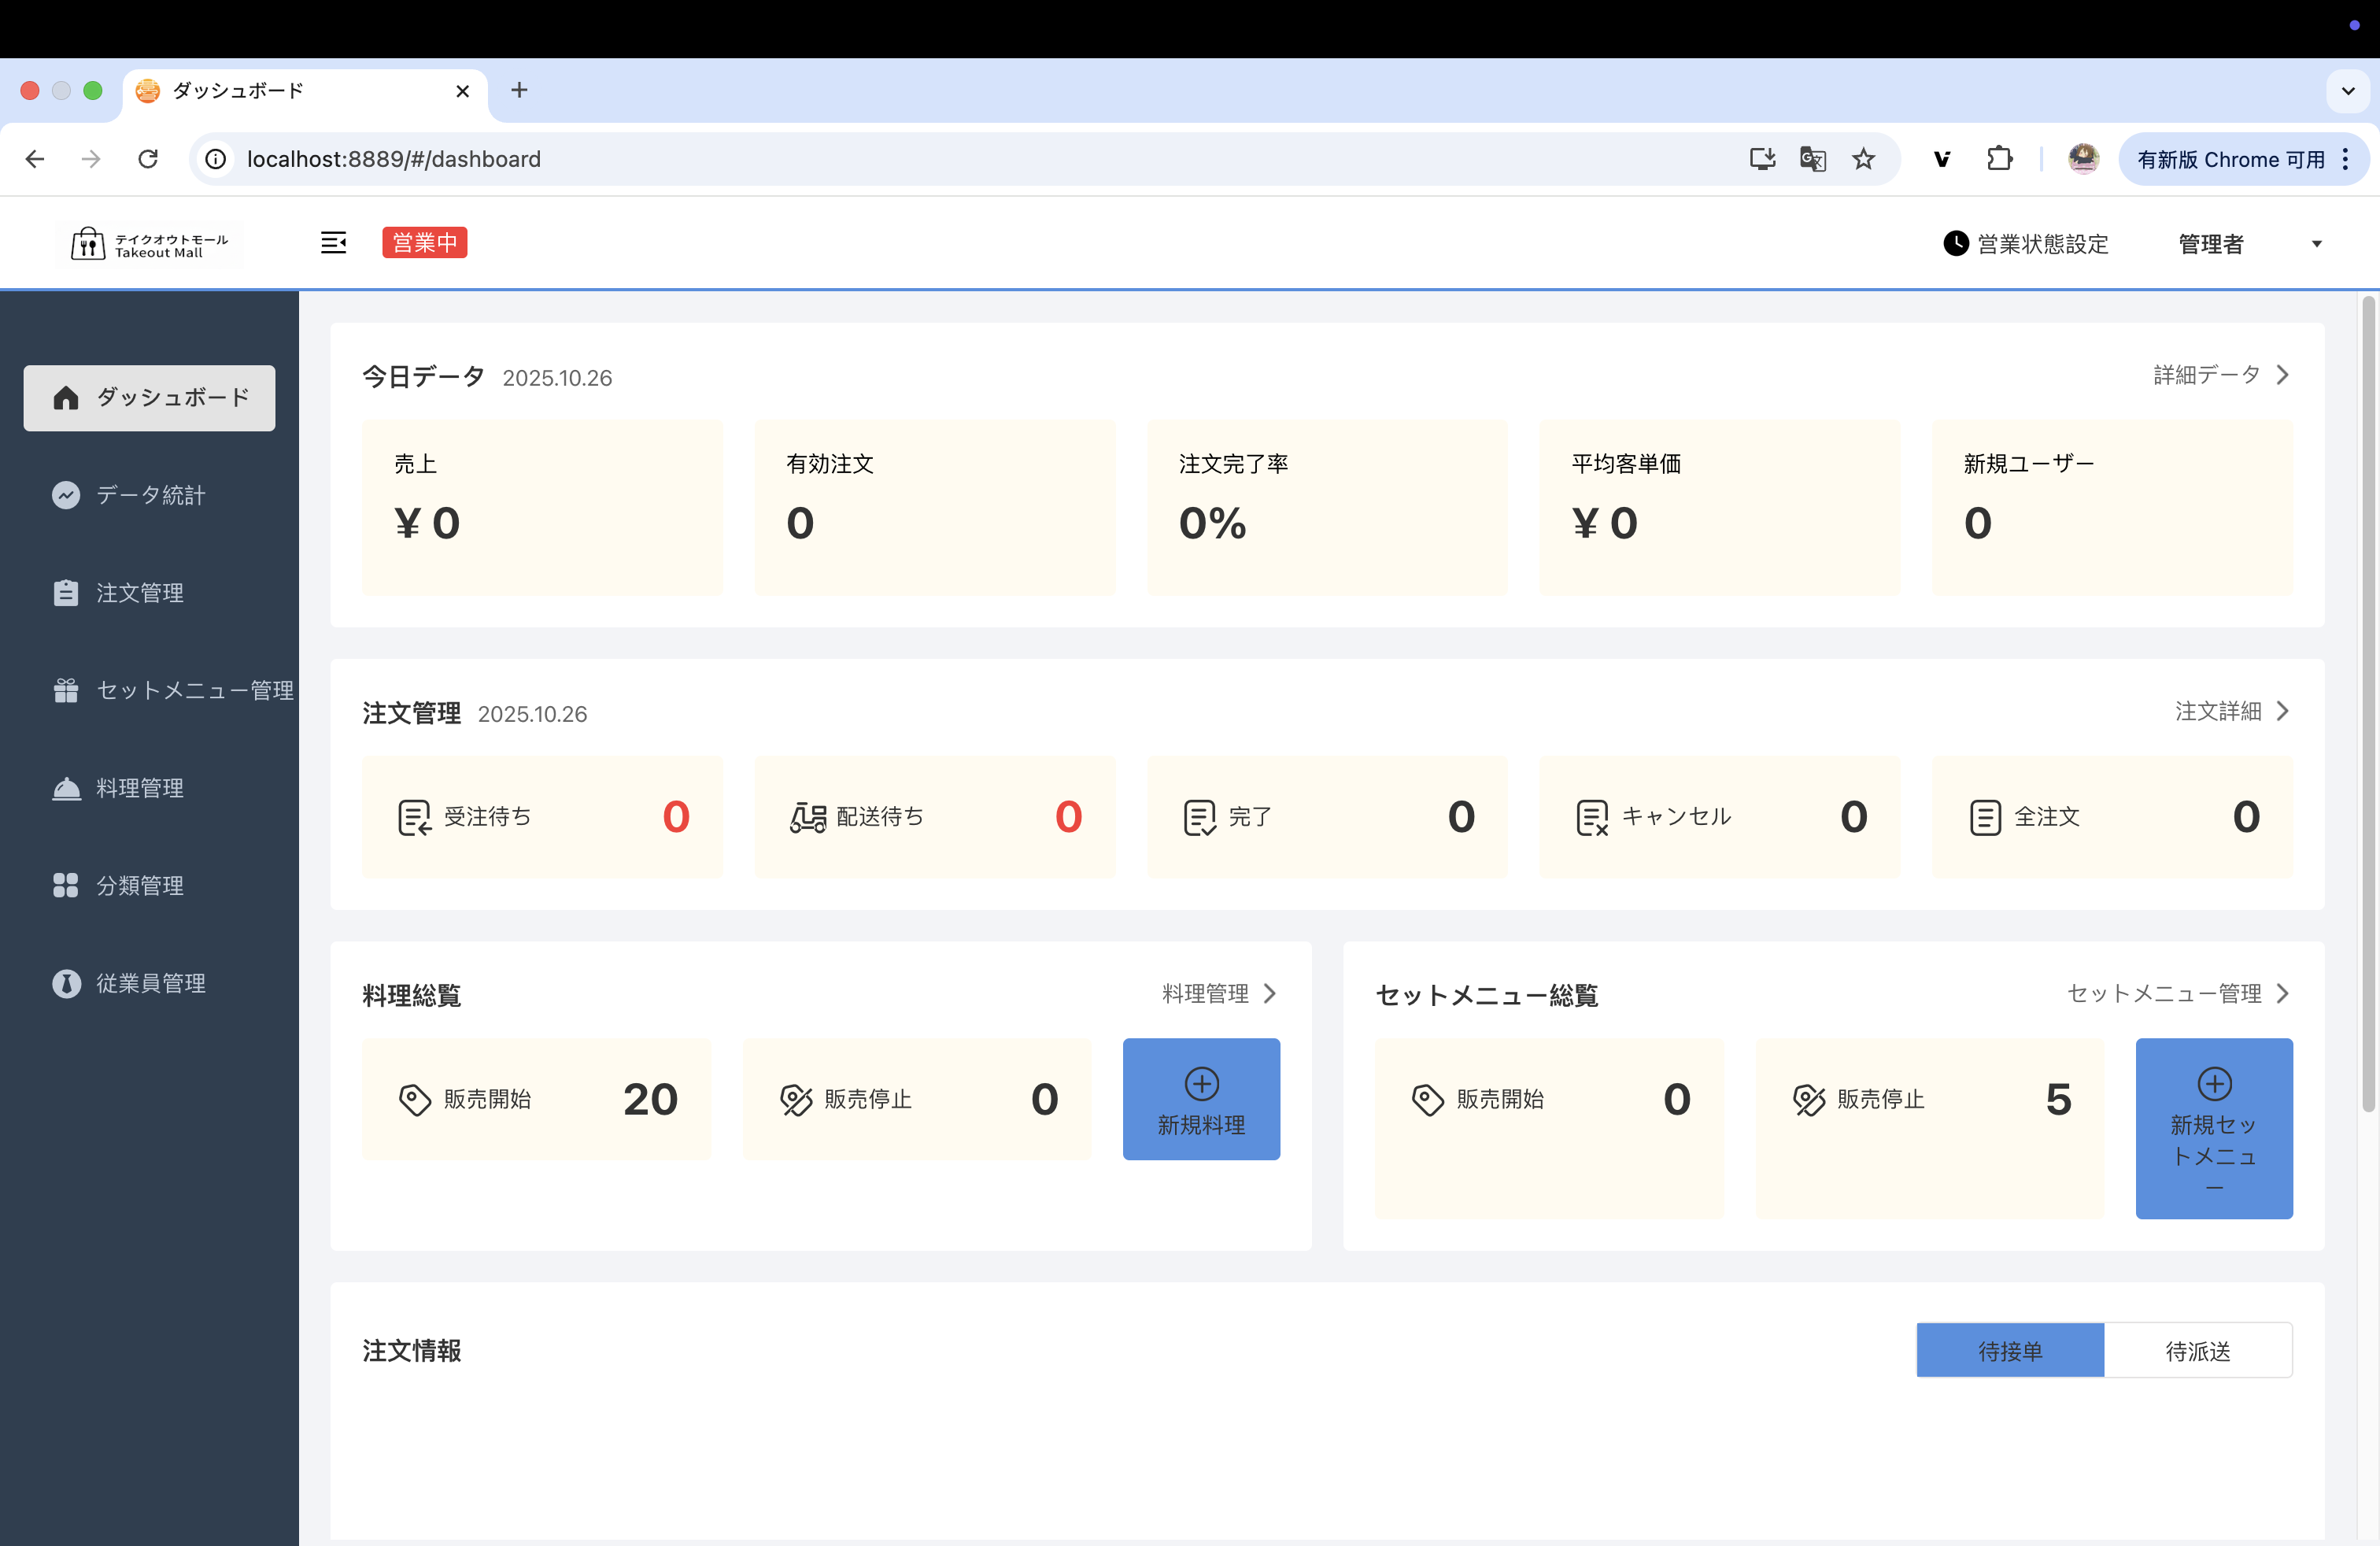 ダッシュボード
localhost:8889/#/dashboard
有新版 Chrome 可用
テイクオウトモール
Takeout Mall
営業中
営業状態設定
管理者
ダッシュボード
データ統計
注文管理
セットメニュー管理
料理管理
分類管理
従業員管理
今日データ 2025.10.26
詳細データ
売上
¥ 0
有効注文
0
注文完了率
0%
平均客単価
¥ 0
新規ユーザー
0
注文管理 2025.10.26
注文詳細
受注待ち 0
配送待ち 0
完了 0
キャンセル 0
全注文 0
料理総覧
料理管理
販売開始 20
販売停止 0
新規料理
セットメニュー総覧
セットメニュー管理
販売開始 0
販売停止 5
新規セッ
トメニュ
ー
注文情報
待接单
待派送